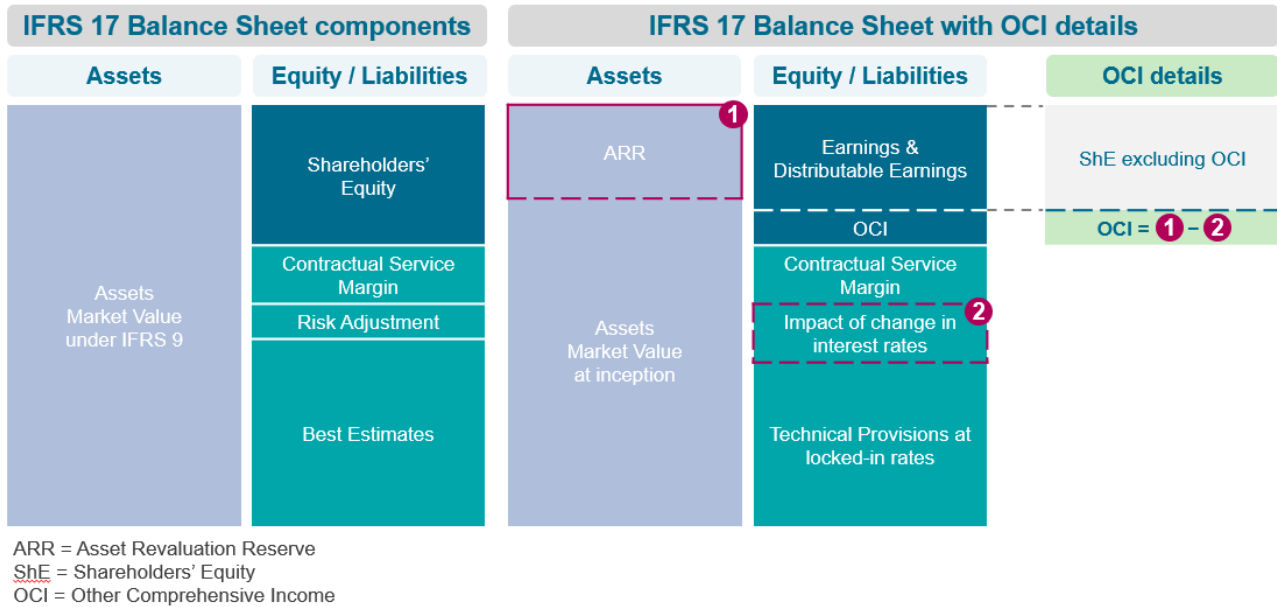 IFRS 17 Balance Sheet components
IFRS 17 Balance Sheet with OCI details
Assets
Equity / Liabilities
Assets
Equity / Liabilities
OCI details
Assets
Market Value
under IFRS 9
Shareholders'
Equity
Contractual Service
Margin
Risk Adjustment
Best Estimates
1
ARR
Assets
Market Value
at inception
Earnings &
Distributable Earnings
OCI
Contractual Service
Margin
2
Impact of change in
interest rates
Technical Provisions at
locked-in rates
ShE excluding OCI
OCI = 1 – 2
ARR = Asset Revaluation Reserve
ShE = Shareholders' Equity
OCI = Other Comprehensive Income